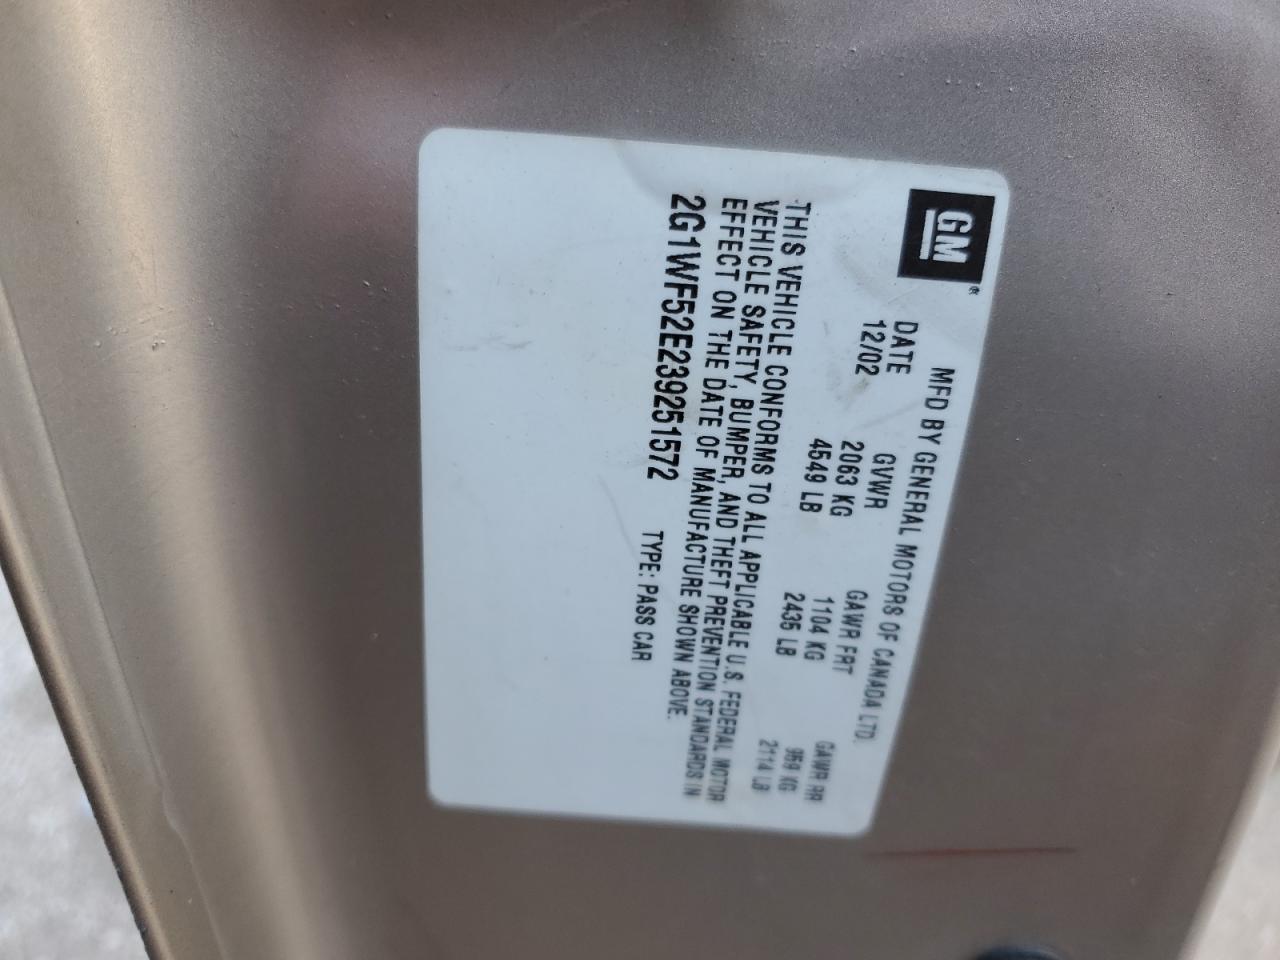 GM
MFD BY GENERAL MOTORS OF CANADA LTD.
DATE GVWR GAWR FRT GAWR RR
12/02 2063 KG 1104 KG 959 KG
4549 LB 2435 LB 2114 LB
THIS VEHICLE CONFORMS TO ALL APPLICABLE U.S. FEDERAL MOTOR
VEHICLE SAFETY, BUMPER, AND THEFT PREVENTION STANDARDS IN
EFFECT ON THE DATE OF MANUFACTURE SHOWN ABOVE.
2G1WF52E239251572 TYPE: PASS CAR